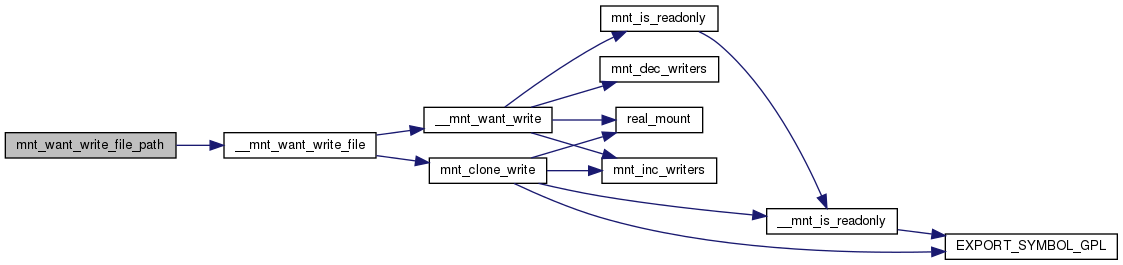 mnt_want_write_file_path
__mnt_want_write_file
__mnt_want_write
mnt_clone_write
mnt_is_readonly
mnt_dec_writers
real_mount
mnt_inc_writers
__mnt_is_readonly
EXPORT_SYMBOL_GPL